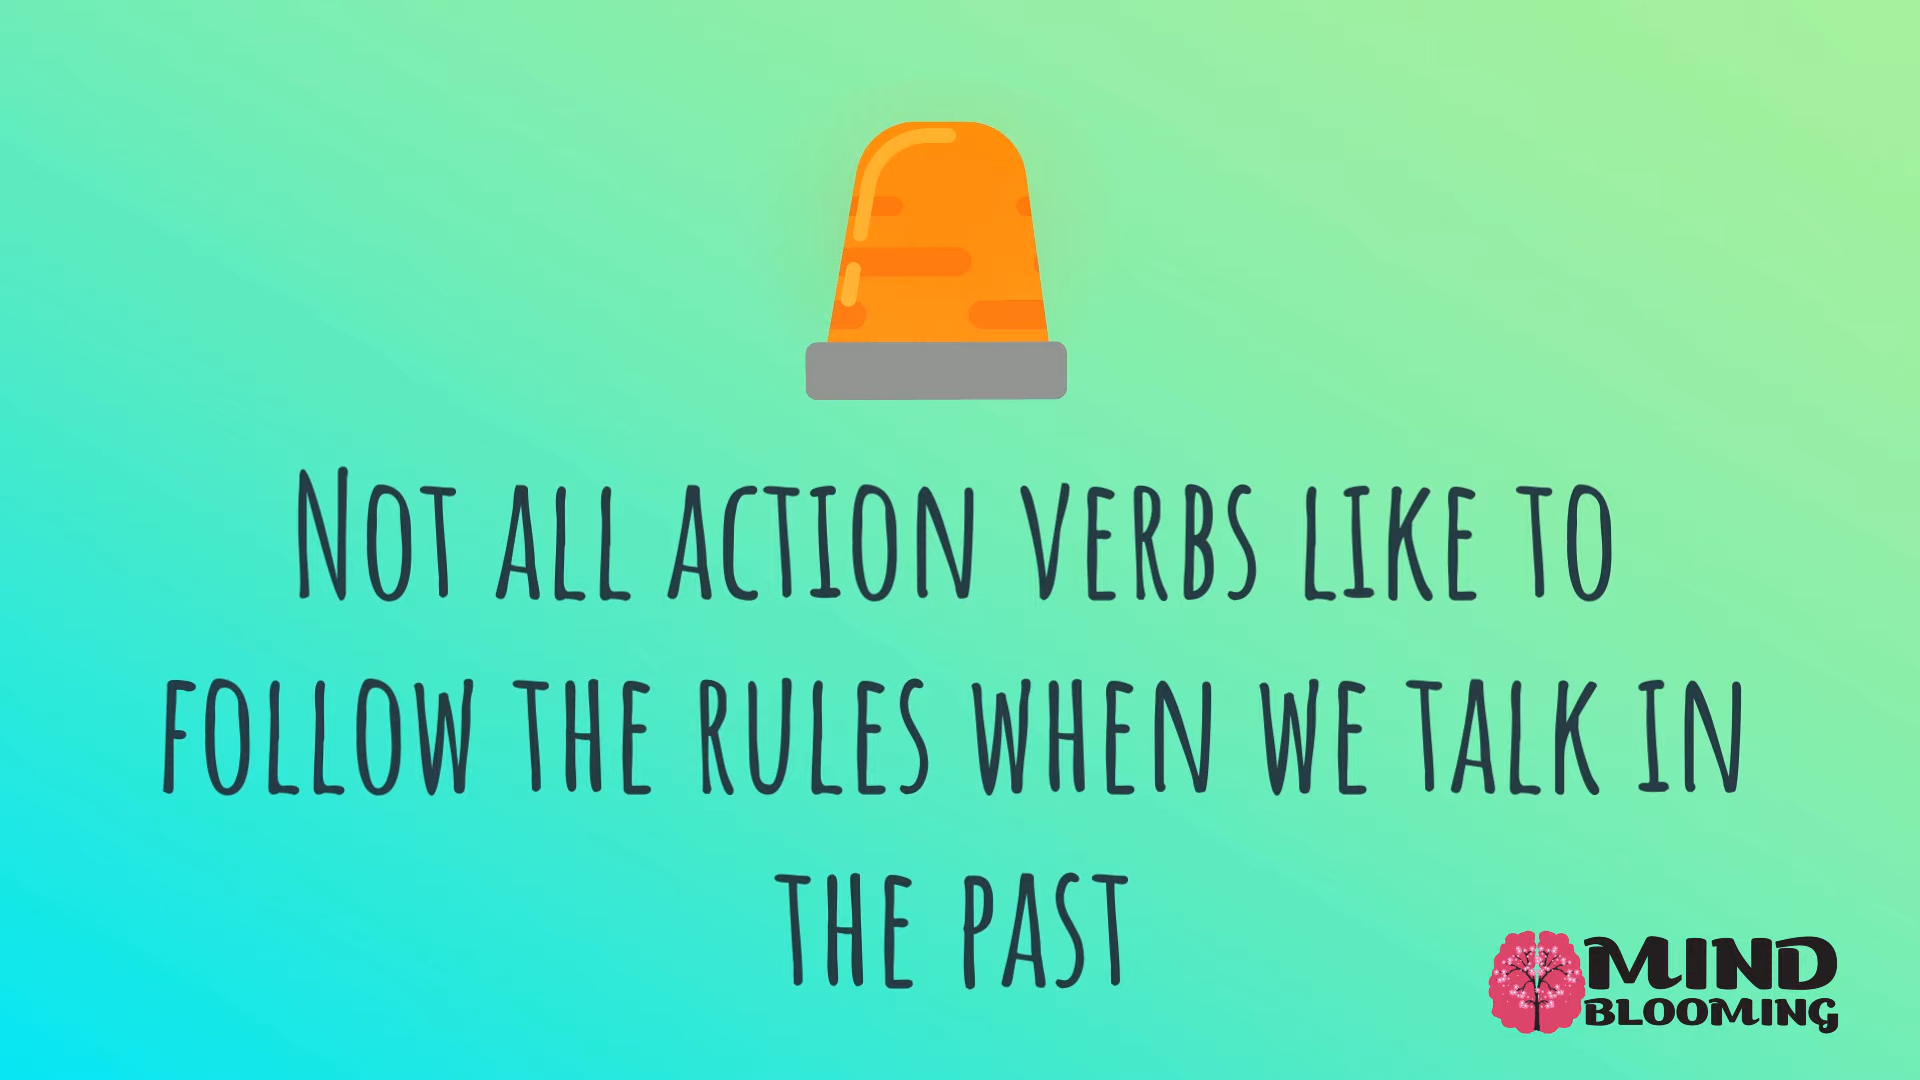 Not all action verbs like to
follow the rules when we talk in
the past
MIND
BLOOMING